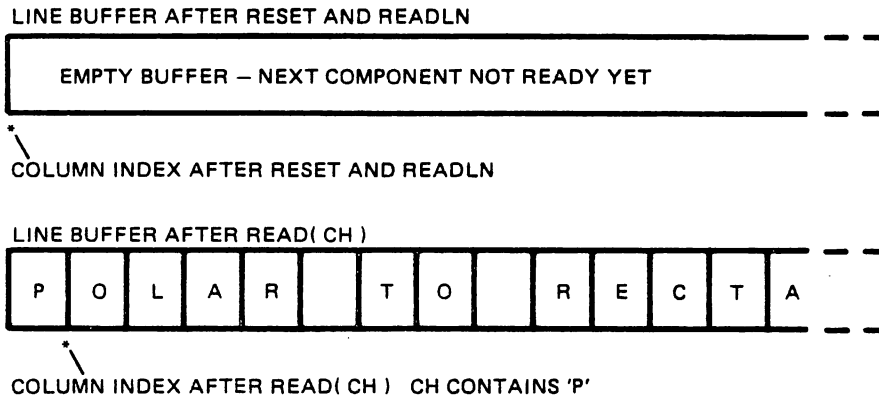 LINE BUFFER AFTER RESET AND READLN
EMPTY BUFFER – NEXT COMPONENT NOT READY YET
*
COLUMN INDEX AFTER RESET AND READLN
LINE BUFFER AFTER READ( CH )
P O L A R T O R E C T A
*
COLUMN INDEX AFTER READ( CH ) CH CONTAINS 'P'